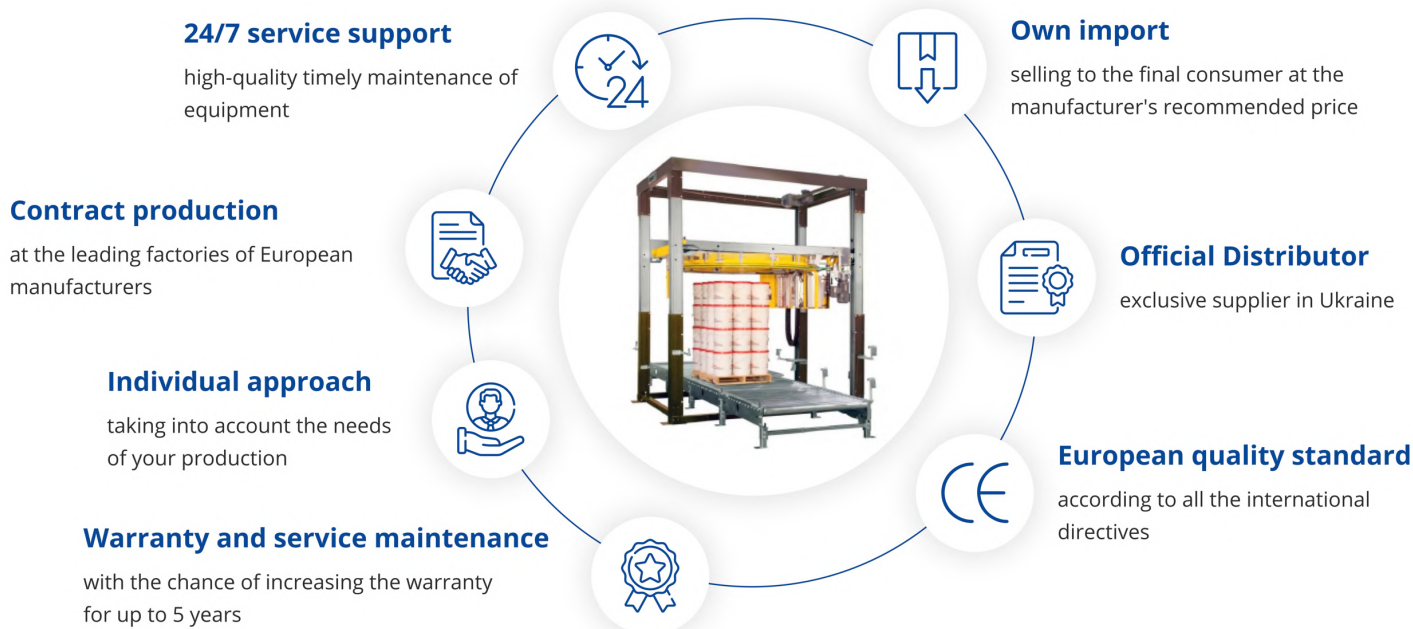 24/7 service support
high-quality timely maintenance of
equipment
Own import
selling to the final consumer at the
manufacturer's recommended price
Contract production
at the leading factories of European
manufacturers
Official Distributor
exclusive supplier in Ukraine
Individual approach
taking into account the needs
of your production
European quality standard
according to all the international
directives
Warranty and service maintenance
with the chance of increasing the warranty
for up to 5 years
24
CE